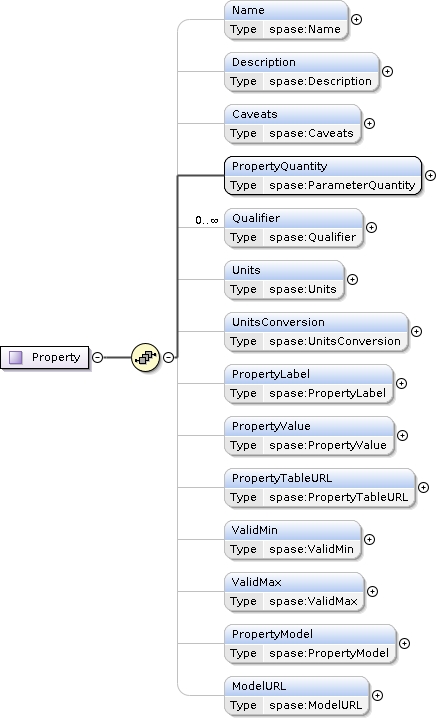 Name
Type spase:Name
Description
Type spase:Description
Caveats
Type spase:Caveats
PropertyQuantity
Type spase:ParameterQuantity
0..∞
Qualifier
Type spase:Qualifier
Units
Type spase:Units
UnitsConversion
Type spase:UnitsConversion
Property
PropertyLabel
Type spase:PropertyLabel
PropertyValue
Type spase:PropertyValue
PropertyTableURL
Type spase:PropertyTableURL
ValidMin
Type spase:ValidMin
ValidMax
Type spase:ValidMax
PropertyModel
Type spase:PropertyModel
ModelURL
Type spase:ModelURL